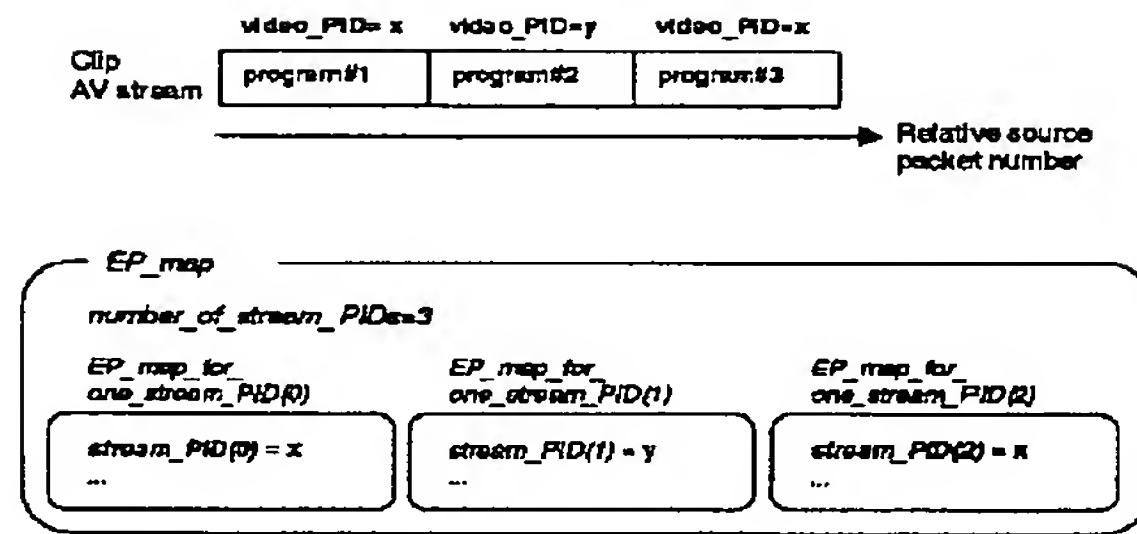 video_PID= x video_PID=y video_PID=x
Clip
AV stream
program#1 program#2 program#3
Relative source
packet number
EP_map
number_of_stream_PIDs=3
EP_map_for_
one_stream_PID(0)
EP_map_for_
one_stream_PID(1)
EP_map_for_
one_stream_PID(2)
stream_PID(0) = x
...
stream_PID(1) = y
...
stream_PID(2) = x
...